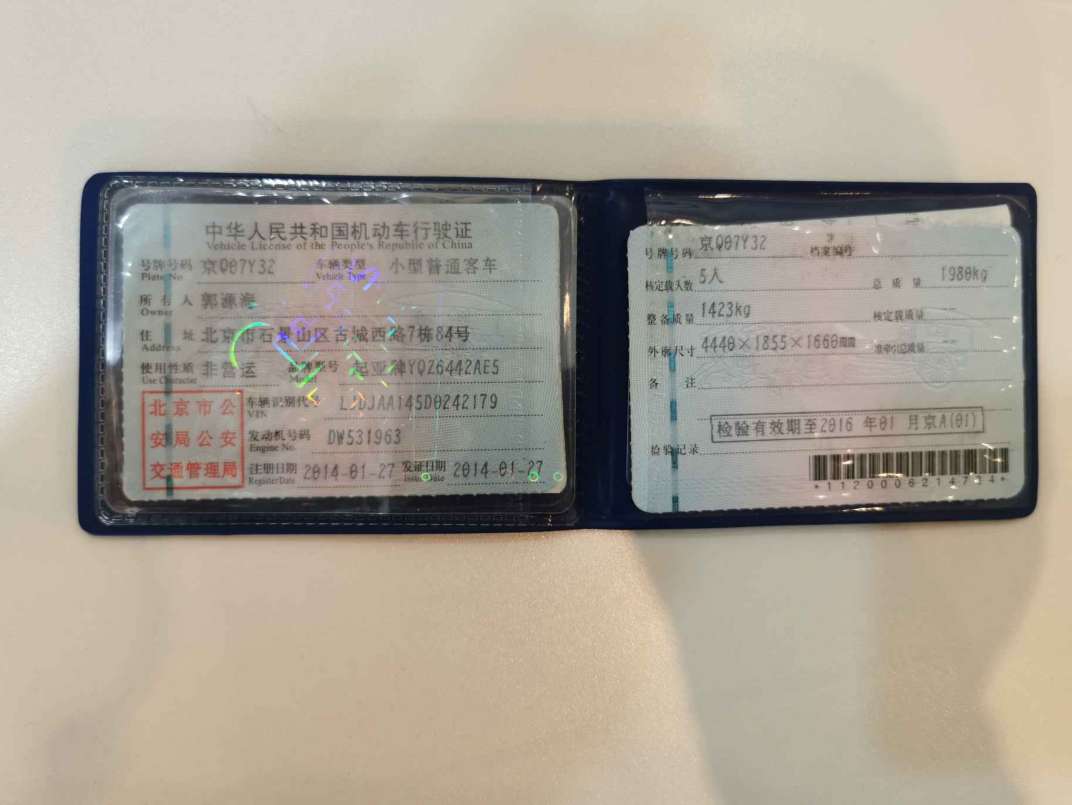 中华人民共和国机动车行驶证
Vehicle License of the People's Republic of China
号牌号码 京Q07Y32 车辆类型 小型普通客车
Plate No. Vehicle Type
所有人 郭源海
Owner
住址 北京市石景山区古城西路7栋84号
Address
使用性质 非营运 品牌型号 起亚牌YQZ6442AE5
Use Character Model
北京市公
安局公安
交通管理局
车辆识别代号 AA145D0242179
VIN
发动机号码 DW531963
Engine No.
注册日期 2014-01-27 发证日期 2014-01-27
Register Date Issue Date
号牌号码 京Q07Y32 档案编号
核定载人数 5人 总质量 1980kg
整备质量 1423kg 核定载质量 --
外廓尺寸 4440×1855×1660mm 准牵引总质量 --
备注
检验有效期至2016 年01 月京A(01)
检验记录